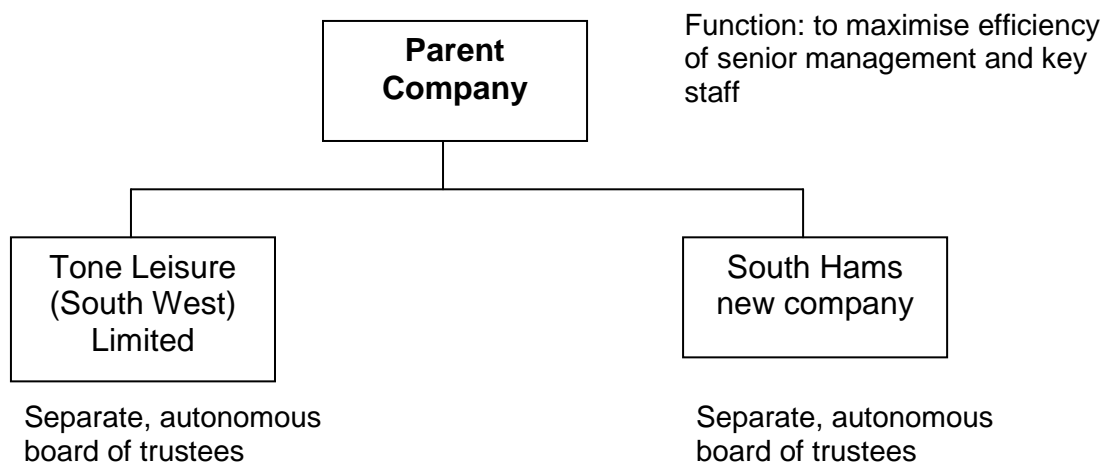 Parent
Company
Function: to maximise efficiency
of senior management and key
staff
Tone Leisure
(South West)
Limited
South Hams
new company
Separate, autonomous
board of trustees
Separate, autonomous
board of trustees